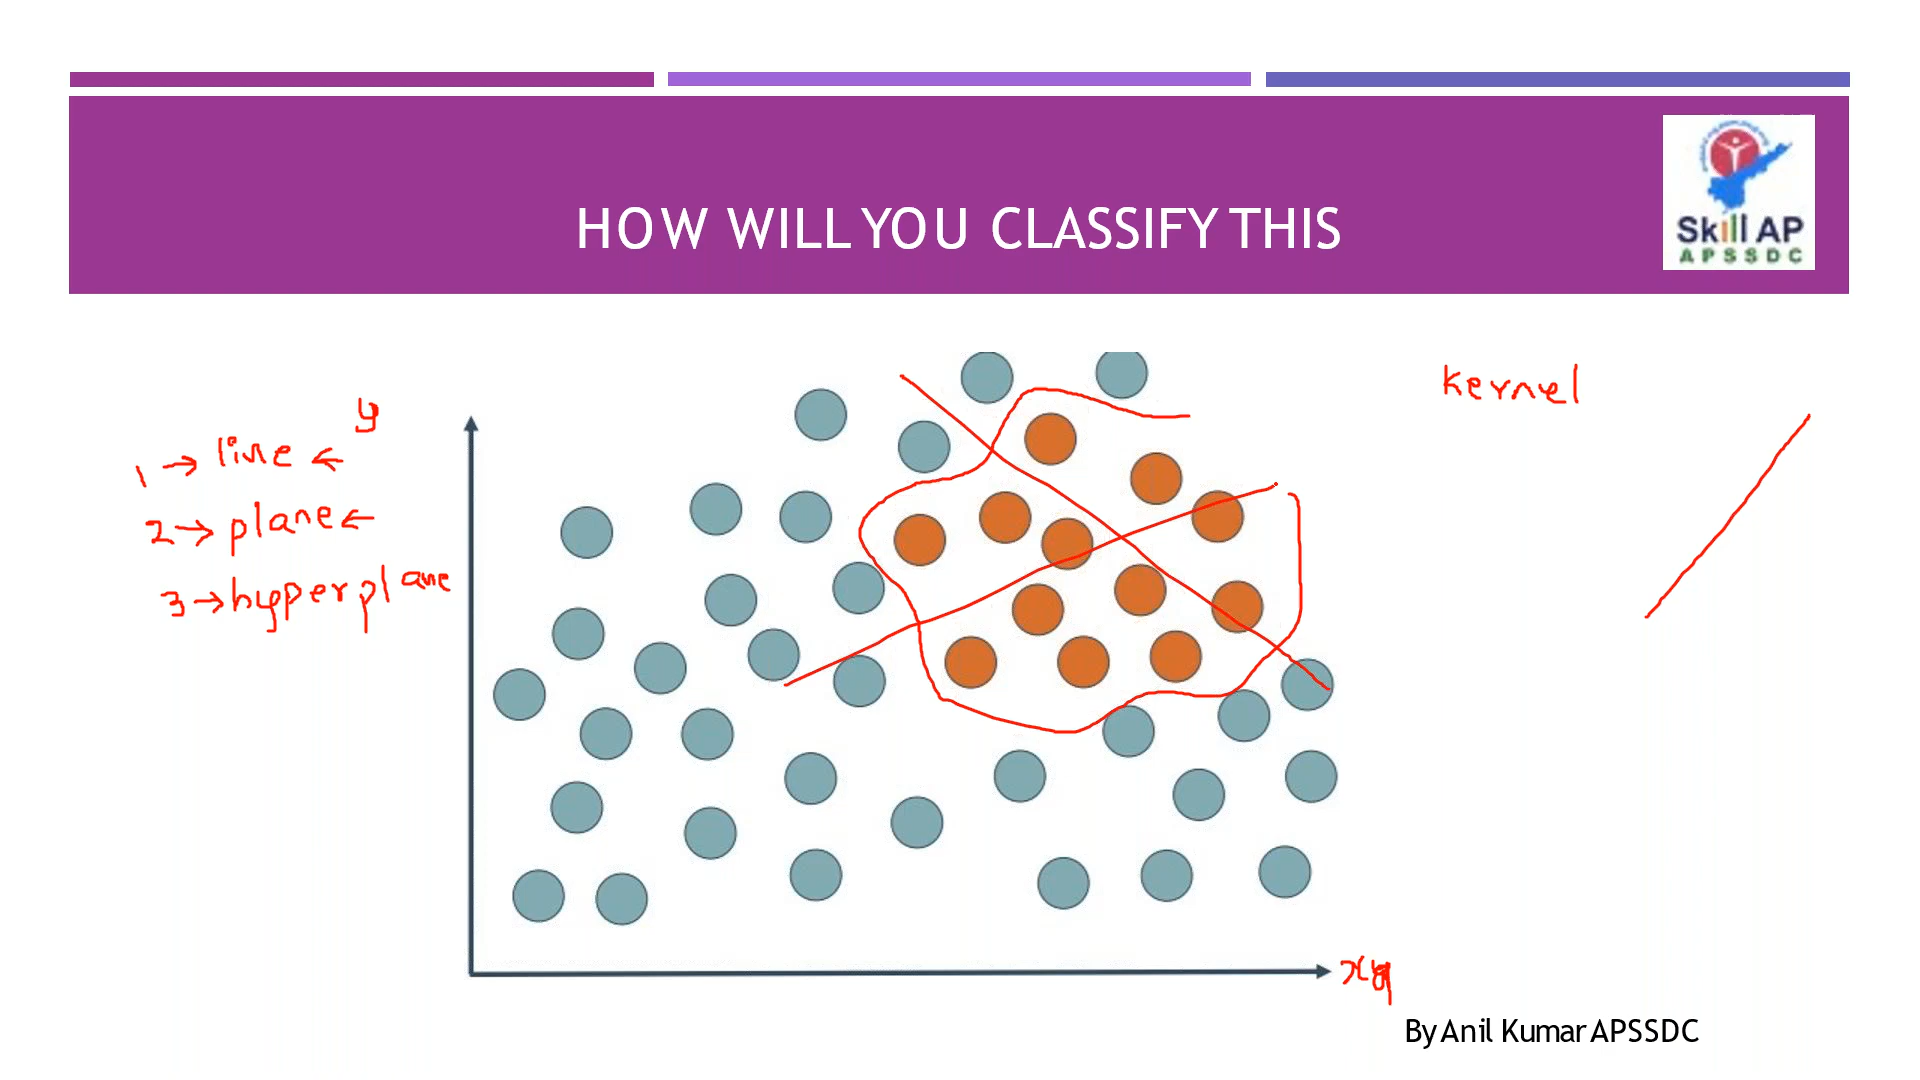 HOW WILL YOU CLASSIFY THIS
Skill AP
APSSDC
kernel
y
1 → line ←
2 → plane ←
3 → hyperplane
By Anil Kumar APSSDC